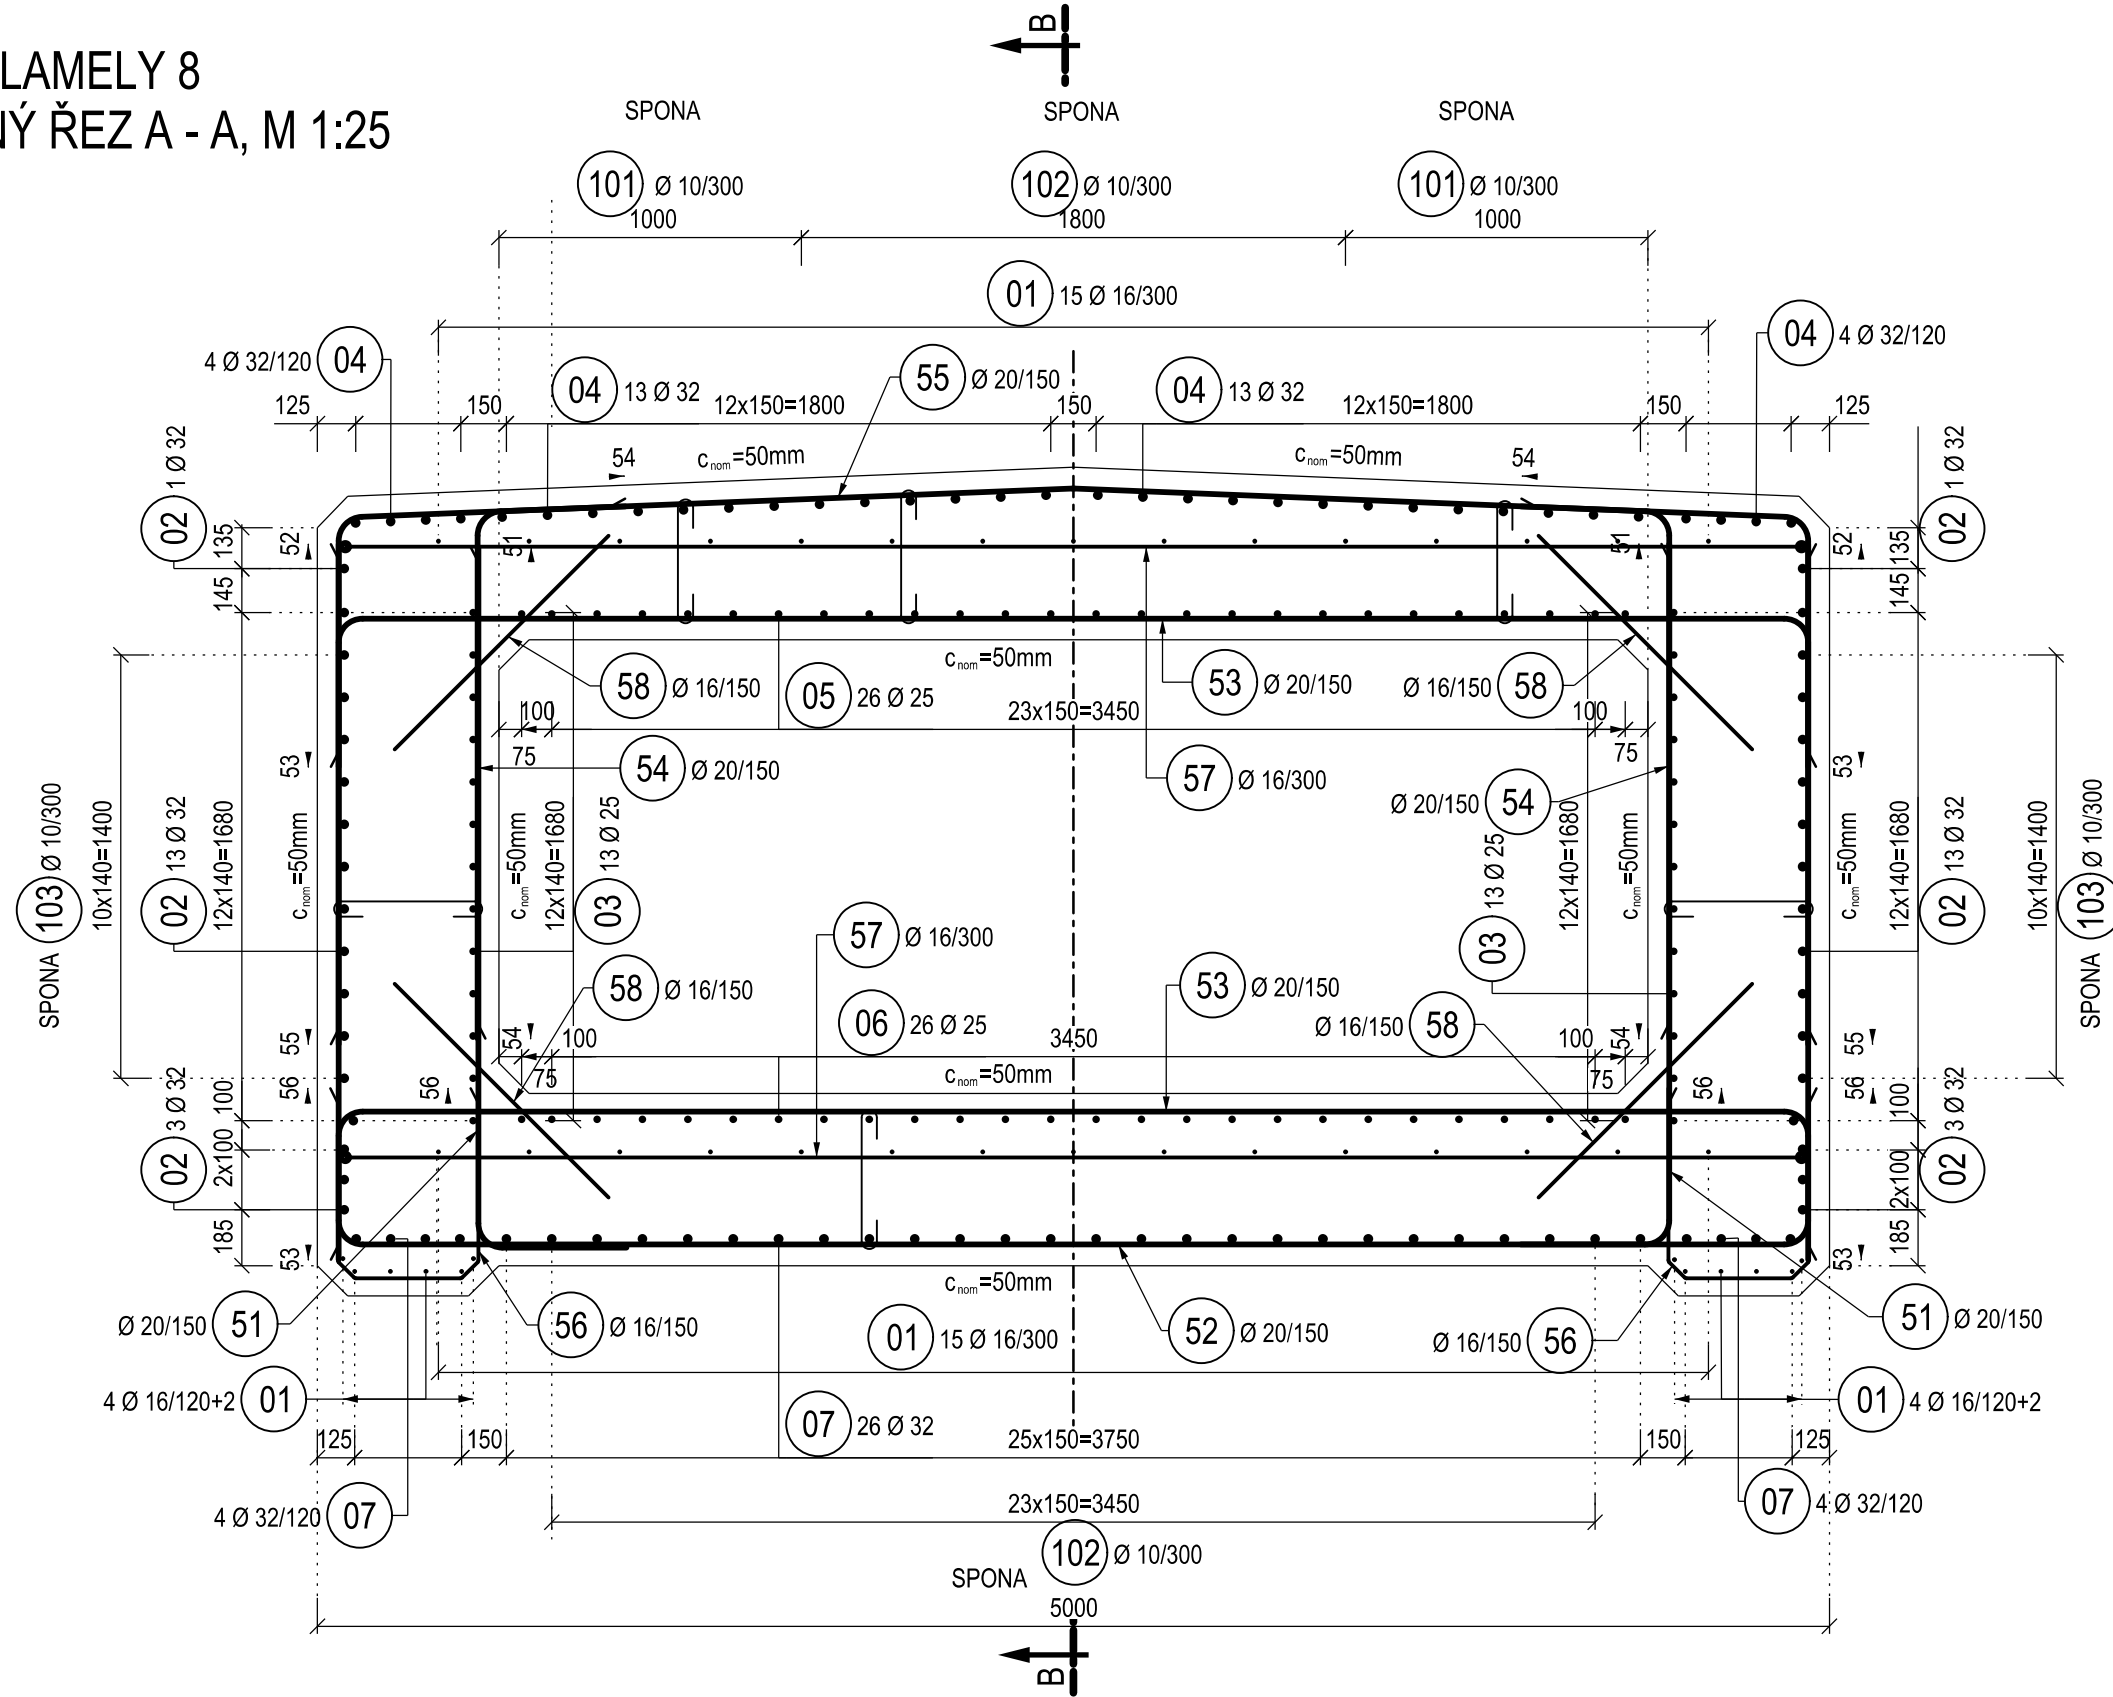 LAMELY 8
NÝ ŘEZ A - A, M 1:25
B
SPONA
SPONA
SPONA
101 Ø 10/300
102 Ø 10/300
101 Ø 10/300
1000
1800
1000
01 15 Ø 16/300
4 Ø 32/120 04
04 13 Ø 32
55 Ø 20/150
04 13 Ø 32
04 4 Ø 32/120
125
150
12x150=1800
150
12x150=1800
150
125
54
cnom=50mm
cnom=50mm
54
02 1 Ø 32
02 1 Ø 32
135
52
51
51
52
135
145
145
cnom=50mm
58 Ø 16/150
05 26 Ø 25
53 Ø 20/150
Ø 16/150 58
100
23x150=3450
100
75
75
53
54 Ø 20/150
57 Ø 16/300
Ø 20/150 54
53
SPONA 103 Ø 10/300
10x140=1400
02 13 Ø 32
12x140=1680
cnom=50mm
cnom=50mm
12x140=1680
03 13 Ø 25
03 13 Ø 25
12x140=1680
cnom=50mm
cnom=50mm
12x140=1680
02 13 Ø 32
10x140=1400
SPONA 103 Ø 10/300
57 Ø 16/300
58 Ø 16/150
06 26 Ø 25
53 Ø 20/150
Ø 16/150 58
55
54
100
3450
100
54
55
75
cnom=50mm
75
56
56
56
56
02 3 Ø 32
100
2x100
185
53
02 3 Ø 32
100
2x100
185
53
cnom=50mm
Ø 20/150 51
56 Ø 16/150
01 15 Ø 16/300
52 Ø 20/150
Ø 16/150 56
51 Ø 20/150
4 Ø 16/120+2 01
01 4 Ø 16/120+2
07 26 Ø 32
125
150
25x150=3750
150
125
4 Ø 32/120 07
23x150=3450
07 4 Ø 32/120
102 Ø 10/300
SPONA
5000
B